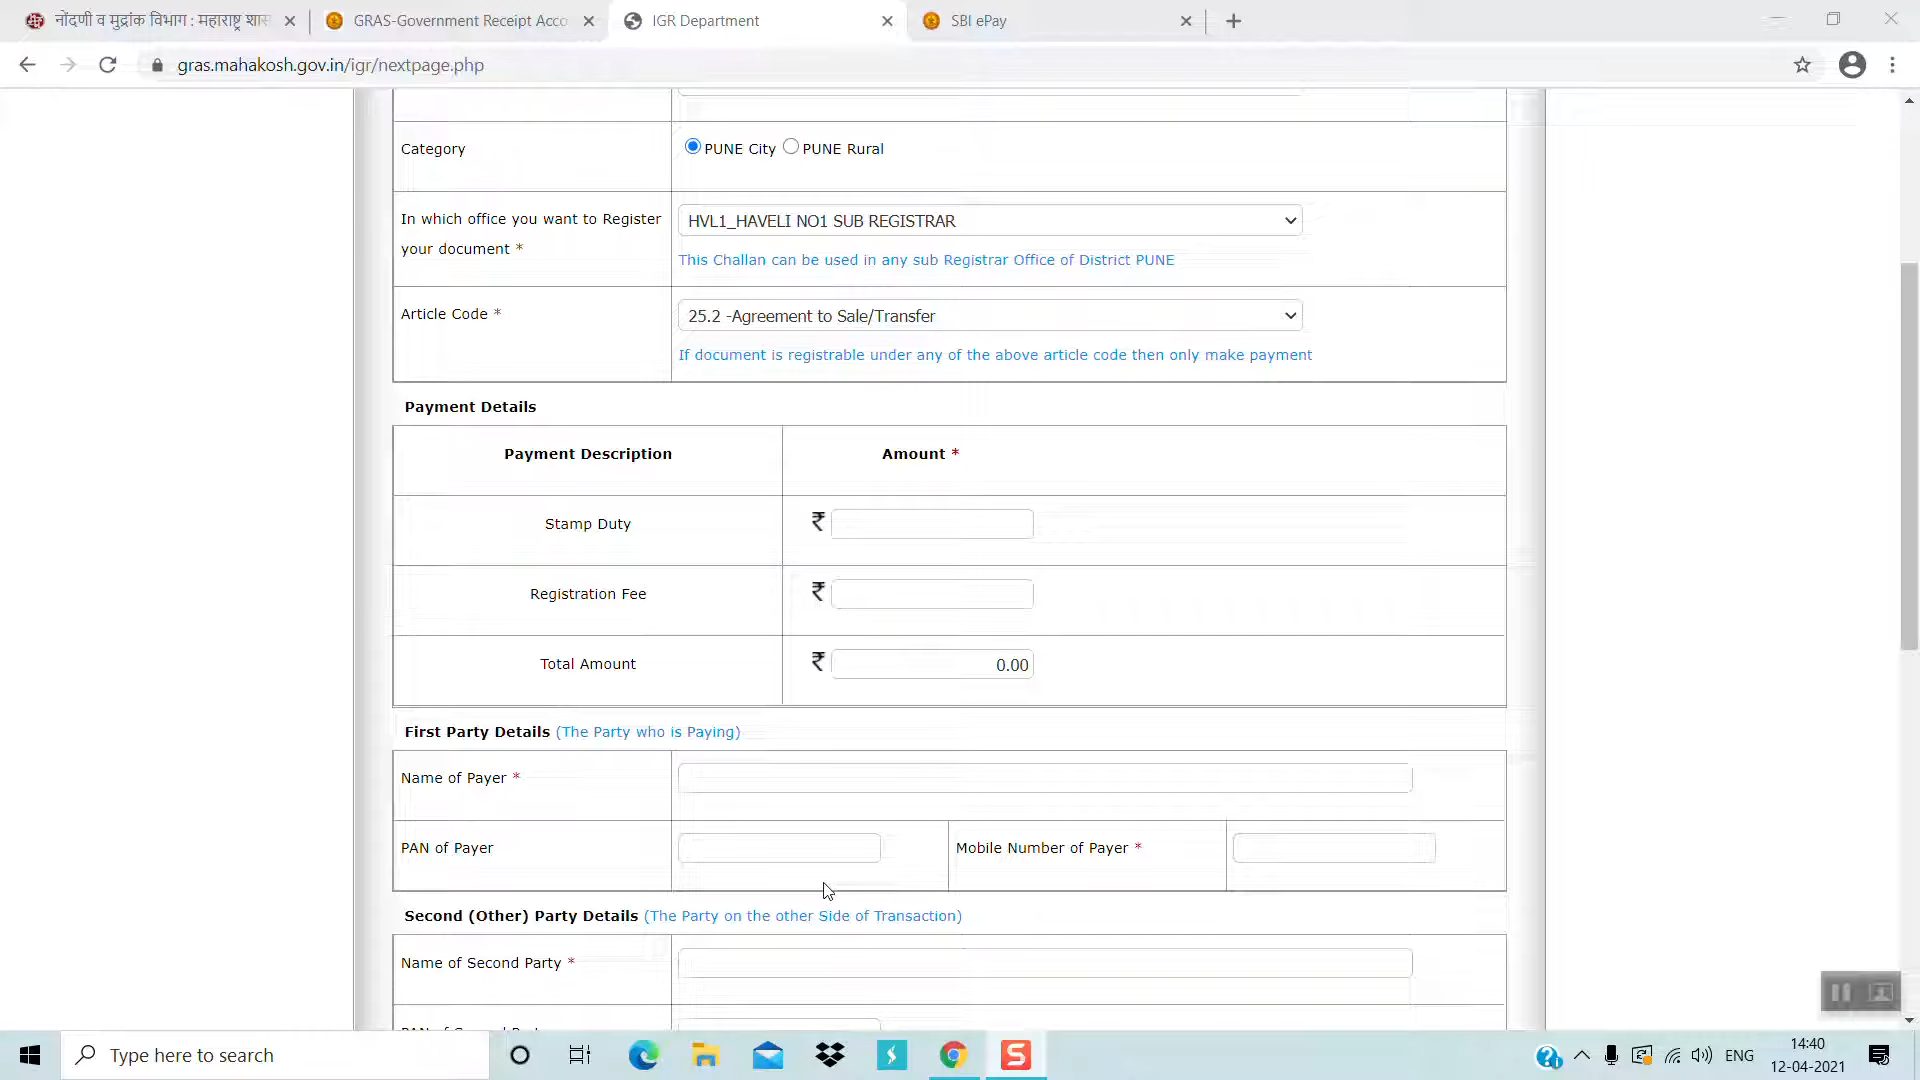 नोंदणी व मुद्रांक विभाग : महाराष्ट्र शास
GRAS-Government Receipt Acco
IGR Department
SBI ePay
gras.mahakosh.gov.in/igr/nextpage.php
Category
PUNE City
PUNE Rural
In which office you want to Register your document *
HVL1_HAVELI NO1 SUB REGISTRAR
This Challan can be used in any sub Registrar Office of District PUNE
Article Code *
25.2 -Agreement to Sale/Transfer
If document is registrable under any of the above article code then only make payment
Payment Details
Payment Description
Amount *
Stamp Duty
₹
Registration Fee
₹
Total Amount
₹ 0.00
First Party Details (The Party who is Paying)
Name of Payer *
PAN of Payer
Mobile Number of Payer *
Second (Other) Party Details (The Party on the other Side of Transaction)
Name of Second Party *
Type here to search
ENG
14:40
12-04-2021